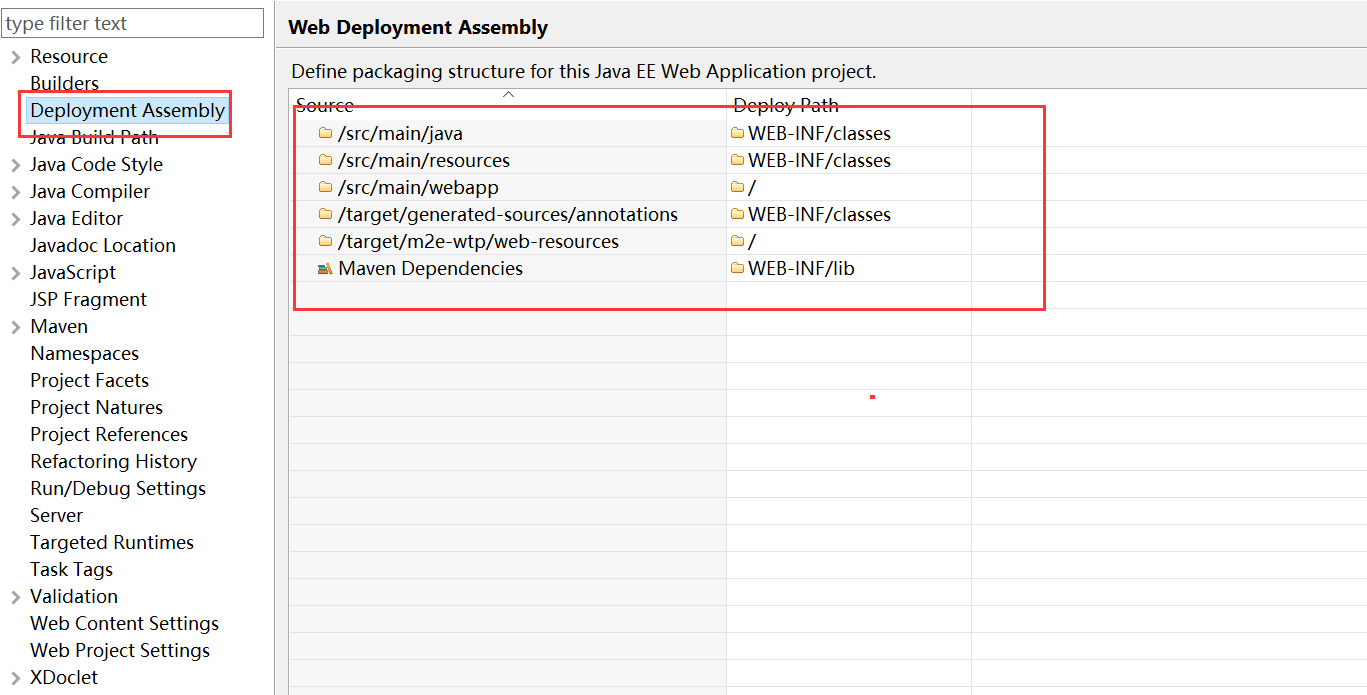 type filter text
Resource
Builders
Deployment Assembly
Java Build Path
Java Code Style
Java Compiler
Java Editor
Javadoc Location
JavaScript
JSP Fragment
Maven
Namespaces
Project Facets
Project Natures
Project References
Refactoring History
Run/Debug Settings
Server
Targeted Runtimes
Task Tags
Validation
Web Content Settings
Web Project Settings
XDoclet
Web Deployment Assembly
Define packaging structure for this Java EE Web Application project.
Source Deploy Path
/src/main/java WEB-INF/classes
/src/main/resources WEB-INF/classes
/src/main/webapp /
/target/generated-sources/annotations WEB-INF/classes
/target/m2e-wtp/web-resources /
Maven Dependencies WEB-INF/lib